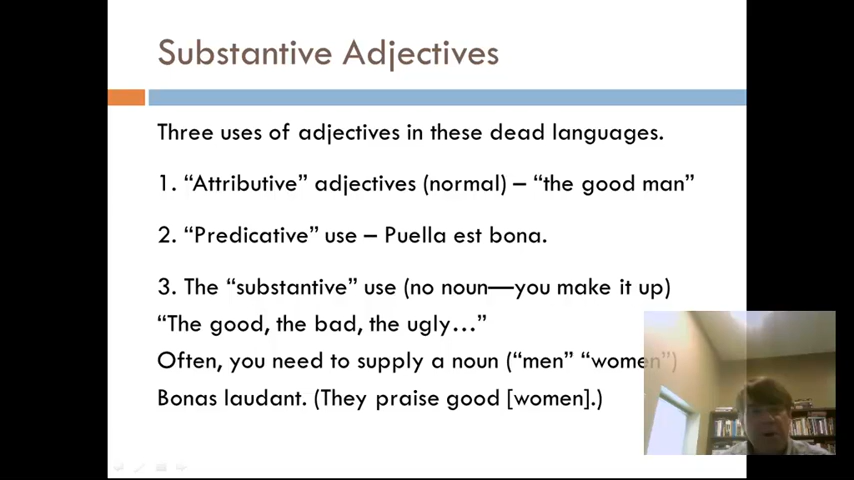 Substantive Adjectives
Three uses of adjectives in these dead languages.
1. “Attributive” adjectives (normal) – “the good man”
2. “Predicative” use – Puella est bona.
3. The “substantive” use (no noun—you make it up)
“The good, the bad, the ugly…”
Often, you need to supply a noun (“men” “women”)
Bonas laudant. (They praise good [women].)